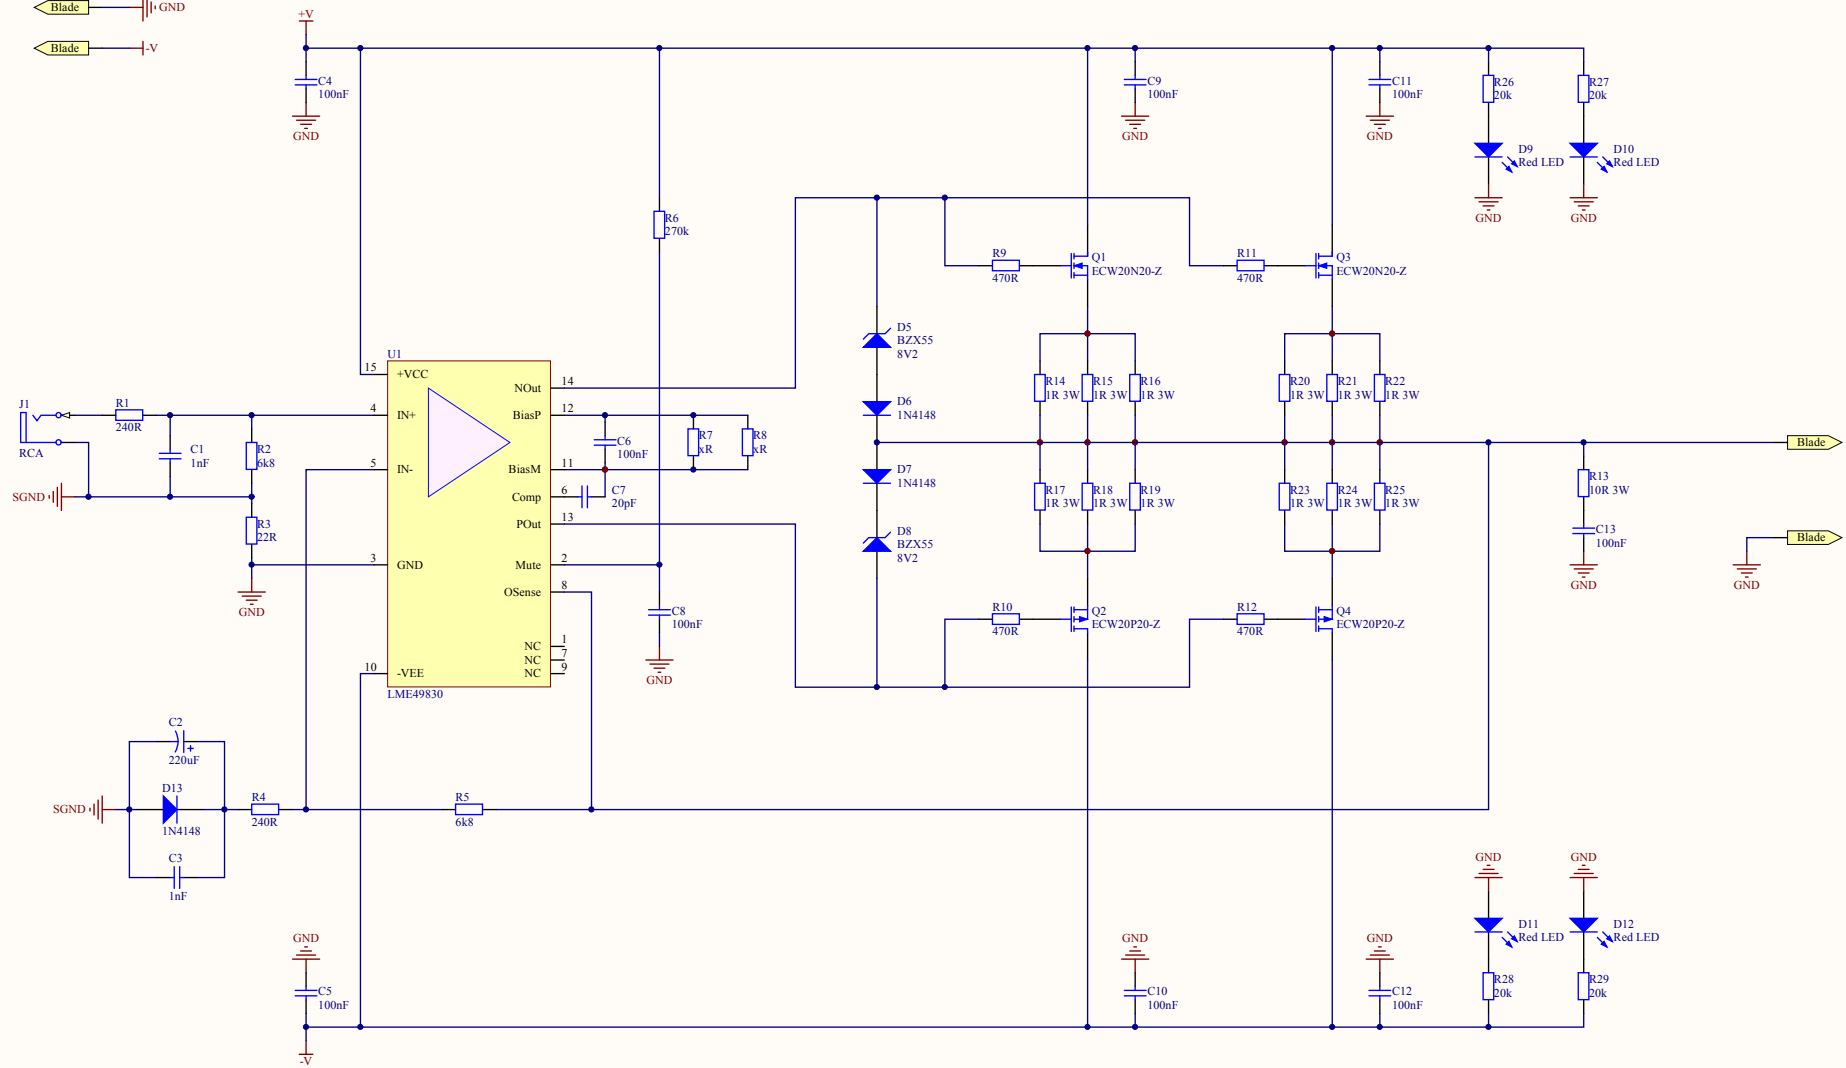 Blade
GND
Blade
-V
+V
C4
100nF
GND
C9
100nF
GND
C11
100nF
GND
R26
20k
R27
20k
D9
Red LED
D10
Red LED
GND
GND
R6
270k
R9
470R
Q1
ECW20N20-Z
R11
470R
Q3
ECW20N20-Z
D5
BZX55
8V2
U1
15
+VCC
NOut
14
R14
1R 3W
R15
1R 3W
R16
1R 3W
R20
1R 3W
R21
1R 3W
R22
1R 3W
J1
RCA
R1
240R
4
IN+
BiasP
12
D6
1N4148
C1
1nF
R2
6k8
C6
100nF
R7
xR
R8
xR
Blade
5
IN-
BiasM
11
D7
1N4148
R13
10R 3W
SGND
Comp
6
C7
20pF
R17
1R 3W
R18
1R 3W
R19
1R 3W
R23
1R 3W
R24
1R 3W
R25
1R 3W
R3
22R
POut
13
D8
BZX55
8V2
C13
100nF
Blade
3
GND
Mute
2
GND
GND
GND
OSense
8
C8
100nF
R10
470R
Q2
ECW20P20-Z
R12
470R
Q4
ECW20P20-Z
NC
1
NC
7
NC
9
10
-VEE
GND
LME49830
C2
+
220uF
SGND
D13
1N4148
R4
240R
R5
6k8
C3
1nF
GND
GND
D11
Red LED
D12
Red LED
GND
GND
GND
C5
100nF
C10
100nF
C12
100nF
R28
20k
R29
20k
-V